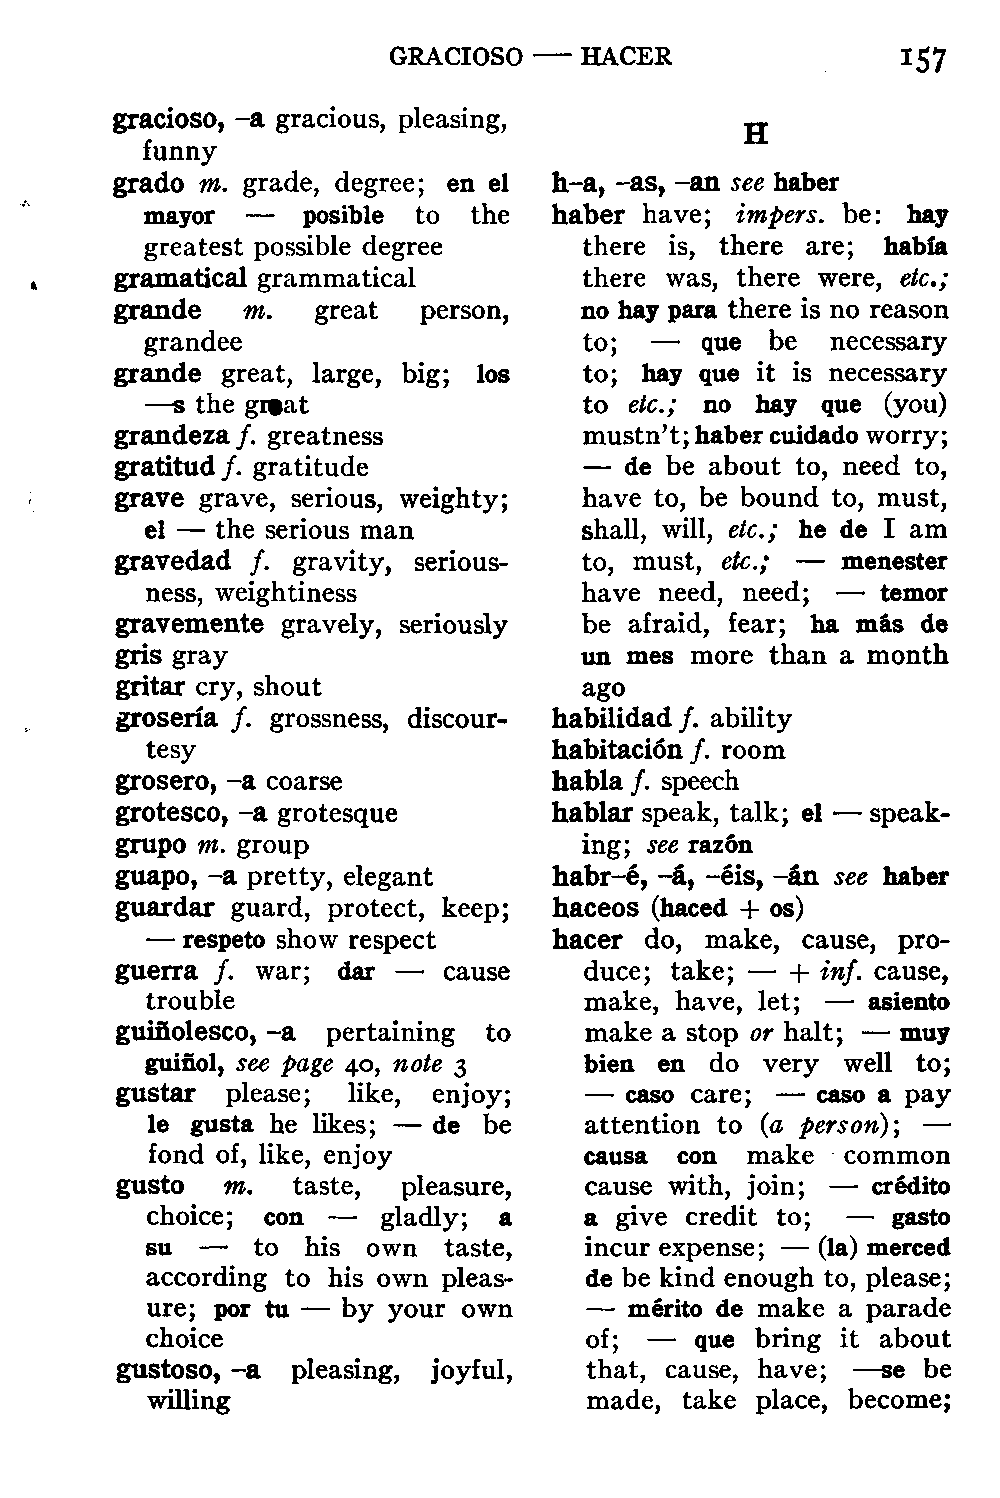 GRACIOSO — HACER 157
gracioso, –a gracious, pleasing,
funny
grado m. grade, degree; en el
mayor — posible to the
greatest possible degree
gramatical grammatical
grande m. great person,
grandee
grande great, large, big; los
—s the great
grandeza f. greatness
gratitud f. gratitude
grave grave, serious, weighty;
el — the serious man
gravedad f. gravity, serious-
ness, weightiness
gravemente gravely, seriously
gris gray
gritar cry, shout
grosería f. grossness, discour-
tesy
grosero, –a coarse
grotesco, –a grotesque
grupo m. group
guapo, –a pretty, elegant
guardar guard, protect, keep;
— respeto show respect
guerra f. war; dar — cause
trouble
guiñolesco, –a pertaining to
guiñol, see page 40, note 3
gustar please; like, enjoy;
le gusta he likes; — de be
fond of, like, enjoy
gusto m. taste, pleasure,
choice; con — gladly; a
su — to his own taste,
according to his own pleas-
ure; por tu — by your own
choice
gustoso, –a pleasing, joyful,
willing
H
h–a, –as, –an see haber
haber have; impers. be: hay
there is, there are; había
there was, there were, etc.;
no hay para there is no reason
to; — que be necessary
to; hay que it is necessary
to etc.; no hay que (you)
mustn't; haber cuidado worry;
— de be about to, need to,
have to, be bound to, must,
shall, will, etc.; he de I am
to, must, etc.; — menester
have need, need; — temor
be afraid, fear; ha más de
un mes more than a month
ago
habilidad f. ability
habitación f. room
habla f. speech
hablar speak, talk; el — speak-
ing; see razón
habr–é, –á, –éis, –án see haber
haceos (haced + os)
hacer do, make, cause, pro-
duce; take; — + inf. cause,
make, have, let; — asiento
make a stop or halt; — muy
bien en do very well to;
— caso care; — caso a pay
attention to (a person); —
causa con make common
cause with, join; — crédito
a give credit to; — gasto
incur expense; — (la) merced
de be kind enough to, please;
— mérito de make a parade
of; — que bring it about
that, cause, have; —se be
made, take place, become;